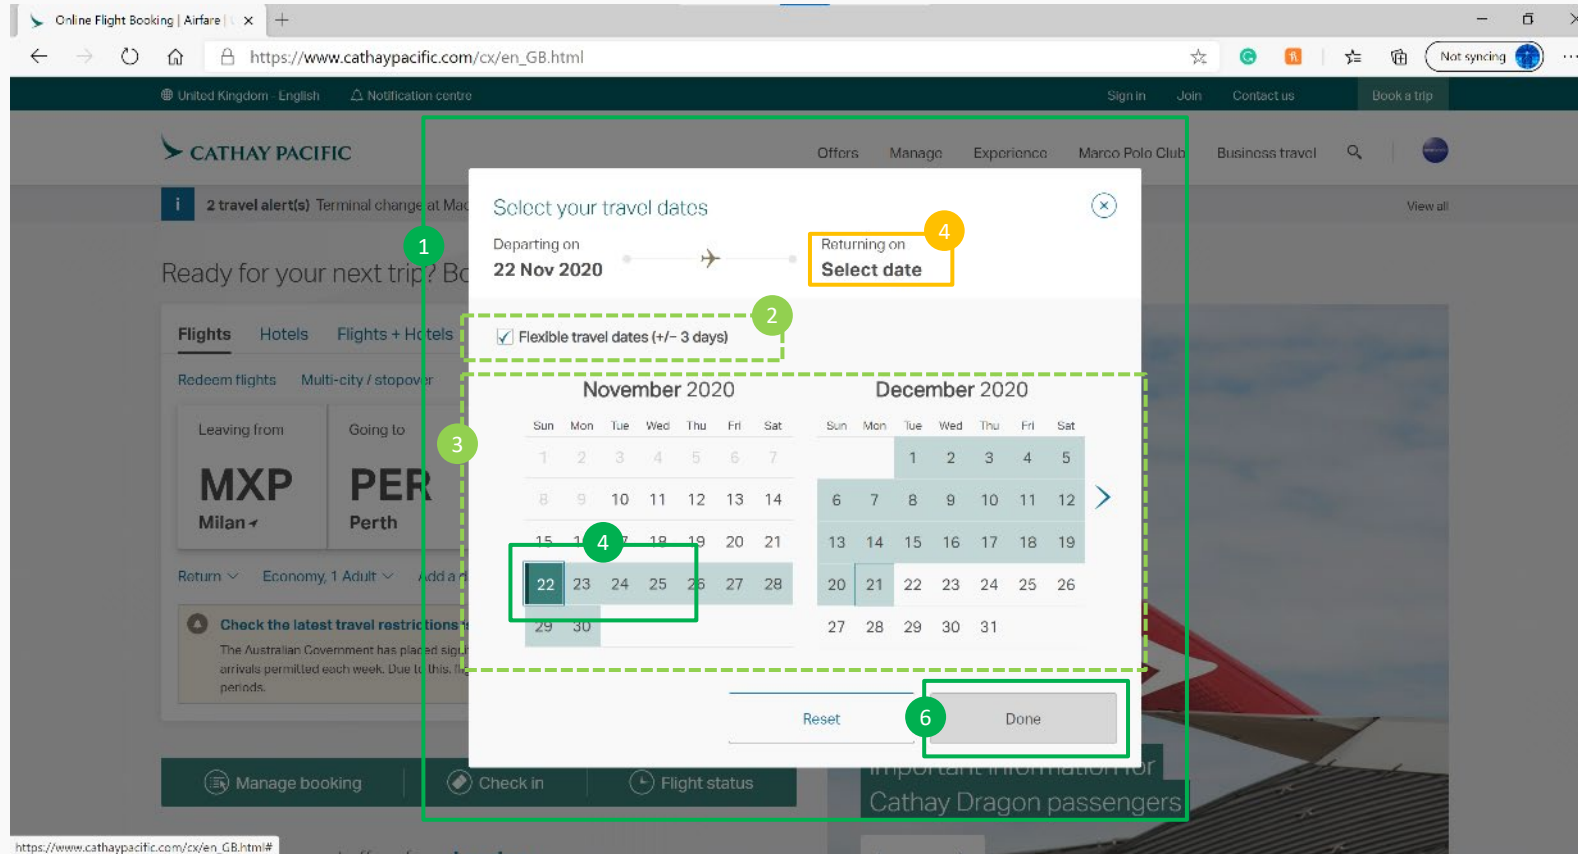 Online Flight Booking | Airfare |
https://www.cathaypacific.com/cx/en_GB.html
Not syncing
United Kingdom - English
Notification centre
Sign in
Join
Contact us
Book a trip
CATHAY PACIFIC
Offers
Manage
Experience
Marco Polo Club
Business travel
2 travel alert(s) Terminal change at Mad
View all
1
Select your travel dates
Departing on
22 Nov 2020
Returning on
Select date
4
Ready for your next trip? Bo
2
Flexible travel dates (+/- 3 days)
Flights
Hotels
Flights + Hotels
Redeem flights
Multi-city / stopover
Leaving from
MXP
Milan
Going to
PER
Perth
Return
Economy, 1 Adult
Add a
3
November 2020
Sun Mon Tue Wed Thu Fri Sat
1 2 3 4 5 6 7
8 9 10 11 12 13 14
15 18 19 20 21
4
22 23 24 25 26 27 28
29 30
December 2020
Sun Mon Tue Wed Thu Fri Sat
1 2 3 4 5
6 7 8 9 10 11 12
13 14 15 16 17 18 19
20 21 22 23 24 25 26
27 28 29 30 31
Check the latest travel restrictions
The Australian Government has placed
arrivals permitted each week. Due to this,
periods.
Reset
6
Done
Manage booking
Check in
Flight status
Important information for
Cathay Dragon passengers
https://www.cathaypacific.com/cx/en_GB.html#